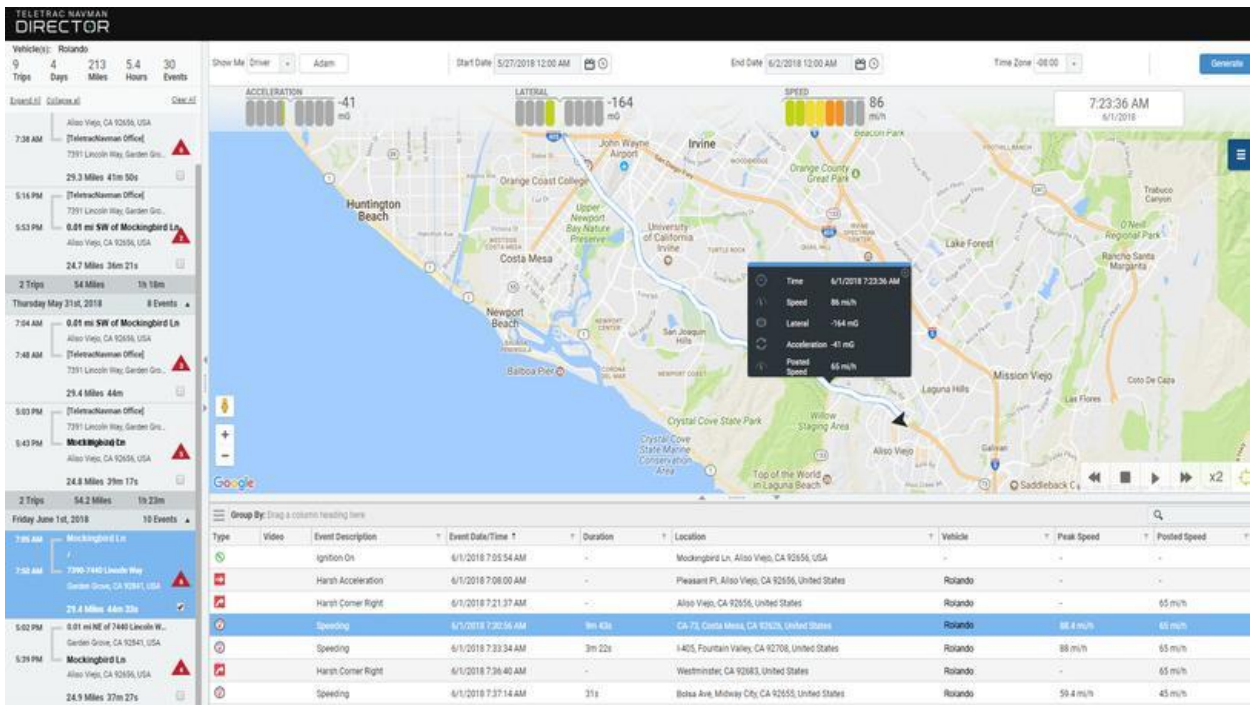 TELETRAC NAVMAN
DIRECTOR
Vehicle(s): Rolando
9 4 213 5.4 30
Trips Days Miles Hours Events
Expand All Collapse all Clear All
Aliso Viejo, CA 92656, USA
7:38 AM [TeletracNavman Office]
7391 Lincoln Way, Garden Gro...
29.3 Miles 41m 50s
5:16 PM [TeletracNavman Office]
7391 Lincoln Way, Garden Gro...
5:53 PM 0.01 mi SW of Mockingbird Ln
Aliso Viejo, CA 92656, USA
24.7 Miles 36m 21s
2 Trips 54 Miles 1h 18m
Thursday May 31st, 2018 8 Events
7:04 AM 0.01 mi SW of Mockingbird Ln
Aliso Viejo, CA 92656, USA
7:48 AM [TeletracNavman Office]
7391 Lincoln Way, Garden Gro...
29.4 Miles 44m
5:03 PM [TeletracNavman Office]
7391 Lincoln Way, Garden Gro...
5:43 PM Mockingbird Ln
Aliso Viejo, CA 92656, USA
24.8 Miles 39m 17s
2 Trips 54.2 Miles 1h 23m
Friday June 1st, 2018 10 Events
7:05 AM Mockingbird Ln
/
7:50 AM 7390-7440 Lincoln Way
Garden Grove, CA 92841, USA
29.4 Miles 44m 33s
5:02 PM 0.01 mi NE of 7440 Lincoln W...
Garden Grove, CA 92841, USA
5:39 PM Mockingbird Ln
Aliso Viejo, CA 92656, USA
24.9 Miles 37m 27s
Show Me Driver Adam Start Date 5/27/2018 12:00 AM End Date 6/2/2018 12:00 AM Time Zone -08:00 Generate
ACCELERATION -41 mG
LATERAL -164 mG
SPEED 86 mi/h
7:23:36 AM
6/1/2018
John Wayne
Airport
Irvine
Beacon Park
Orange County
Great Park
Orange Coast College
Huntington
Beach
Upper
Newport
Bay Nature
Preserve
University
of California
Irvine
TURTLE ROCK
Costa Mesa
Lake Forest
Trabuco
Canyon
O'Neill
Regional Park
Rancho Santa
Margarita
Newport
Beach
San Joaquin
Hills
Balboa Pier
NEWPORT COAST
Laguna Hills
Mission Viejo
Coto De Caza
Las Flores
Crystal Cove State Park
Crystal Cove
State Marine
Conservation
Area
Willow
Staging Area
Aliso Viejo
Top of the World
in Laguna Beach
Saddleback C
Google
x2
Time 6/1/2018 7:23:36 AM
Speed 86 mi/h
Lateral -164 mG
Acceleration -41 mG
Posted
Speed 65 mi/h
Group By: Drag a column heading here
Type Video Event Description Event Date/Time Duration Location Vehicle Peak Speed Posted Speed
Ignition On 6/1/2018 7:05:54 AM - Mockingbird Ln, Aliso Viejo, CA 92656, USA - - -
Harsh Acceleration 6/1/2018 7:08:00 AM - Pleasant Pl, Aliso Viejo, CA 92656, United States Rolando - -
Harsh Corner Right 6/1/2018 7:21:37 AM - Aliso Viejo, CA 92656, United States Rolando - 65 mi/h
Speeding 6/1/2018 7:20:56 AM 9m 43s CA-73, Costa Mesa, CA 92626, United States Rolando 88.4 mi/h 65 mi/h
Speeding 6/1/2018 7:33:34 AM 3m 22s I-405, Fountain Valley, CA 92708, United States Rolando 88 mi/h 65 mi/h
Harsh Corner Right 6/1/2018 7:36:40 AM - Westminster, CA 92683, United States Rolando - 65 mi/h
Speeding 6/1/2018 7:37:14 AM 31s Bolsa Ave, Midway City, CA 92655, United States Rolando 59.4 mi/h 45 mi/h